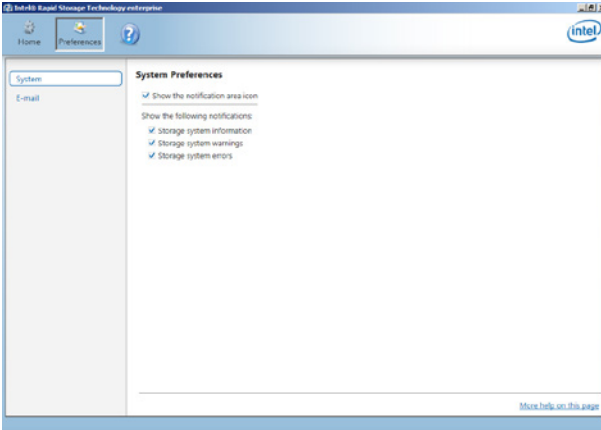 Intel® Rapid Storage Technology enterprise
Home
Preferences
?
intel
System
E-mail
System Preferences
Show the notification area icon
Show the following notifications:
Storage system information
Storage system warnings
Storage system errors
More help on this page